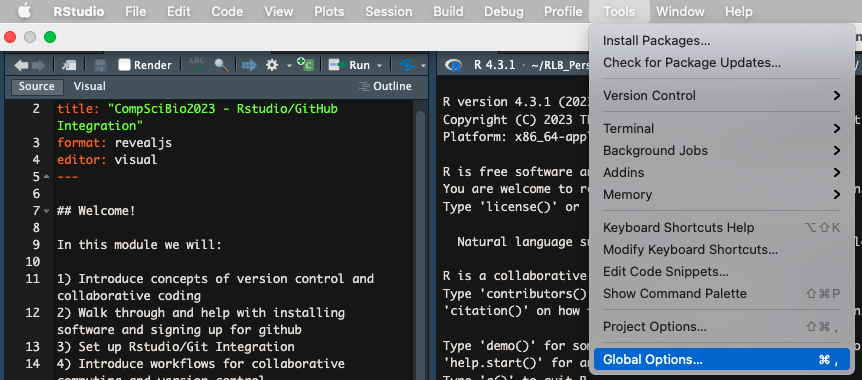 RStudio File Edit Code View Plots Session Build Debug Profile Tools Window Help
Render ABC Run R 4.3.1 · ~/RLB_Pers
Source Visual Outline
2 title: "CompSciBio2023 - Rstudio/GitHub
Integration"
3 format: revealjs
4 editor: visual
5 ---
6
7 ## Welcome!
8
9 In this module we will:
10
11 1) Introduce concepts of version control and
collaborative coding
12 2) Walk through and help with installing
software and signing up for github
13 3) Set up Rstudio/Git Integration
14 4) Introduce workflows for collaborative
computing and version control
R version 4.3.1 (202
Copyright (C) 2023 Th
Platform: x86_64-appl
R is free software an
You are welcome to re
Type 'license()' or
Natural language su
R is a collaborative
Type 'contributors()
'citation()' on how t
Type 'demo()' for som
'help.start()' for an
Type 'q()' to quit R
Install Packages...
Check for Package Updates...
Version Control
Terminal
Background Jobs
Addins
Memory
Keyboard Shortcuts Help ⌥⇧K
Modify Keyboard Shortcuts...
Edit Code Snippets...
Show Command Palette ⇧⌘P
Project Options... ⇧⌘,
Global Options... ⌘,